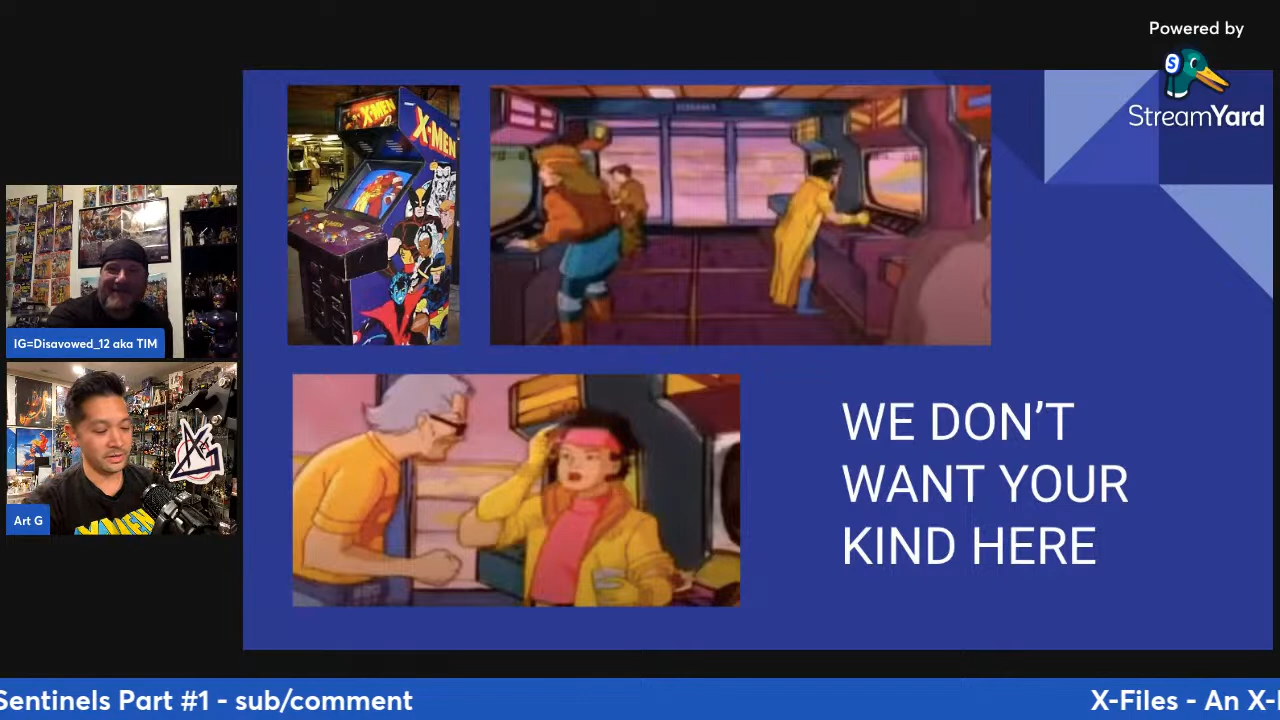 Powered by
StreamYard
X-MEN
X-MEN
IG=Disavowed_12 aka TIM
Art G
X-MEN
WE DON'T
WANT YOUR
KIND HERE
Sentinels Part #1 - sub/comment
X-Files - An X-